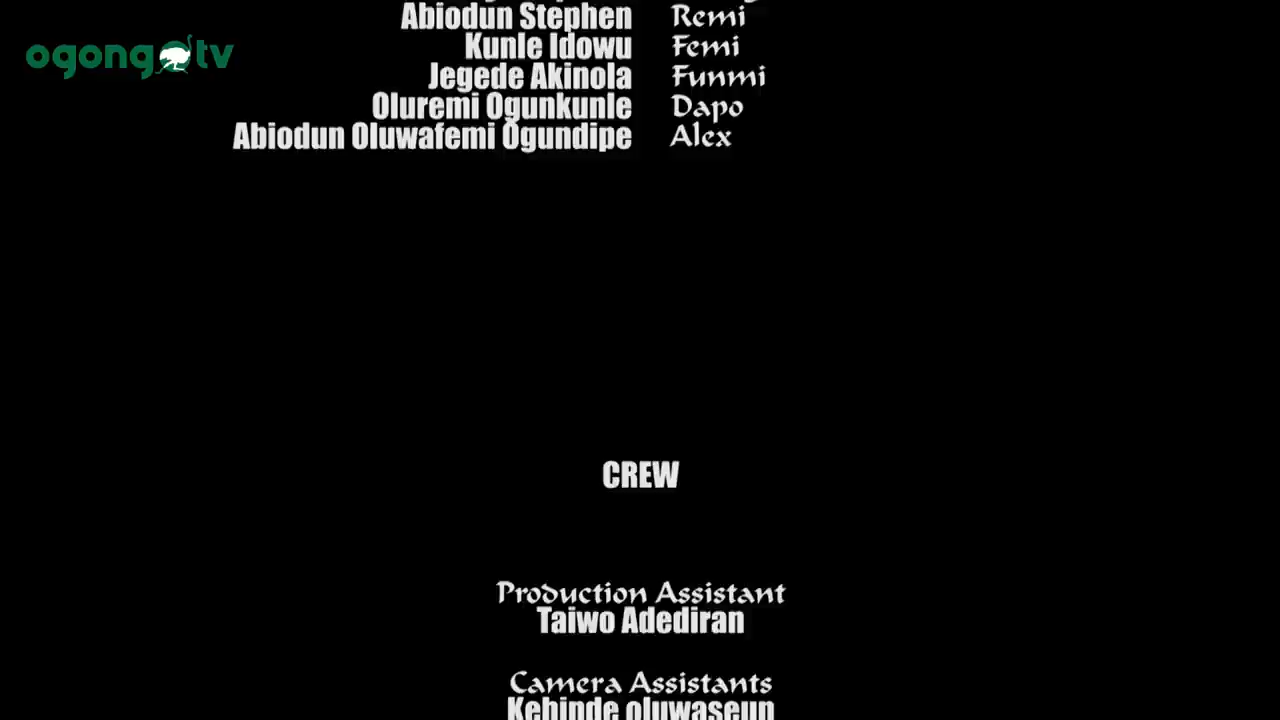 Abiodun Stephen Remi
ogongo tv
Kunle Idowu Femi
Jegede Akinola Funmi
Oluremi Ogunkunle Dapo
Abiodun Oluwafemi Ogundipe Alex
CREW
Production Assistant
Taiwo Adediran
Camera Assistants
Kehinde oluwaseun